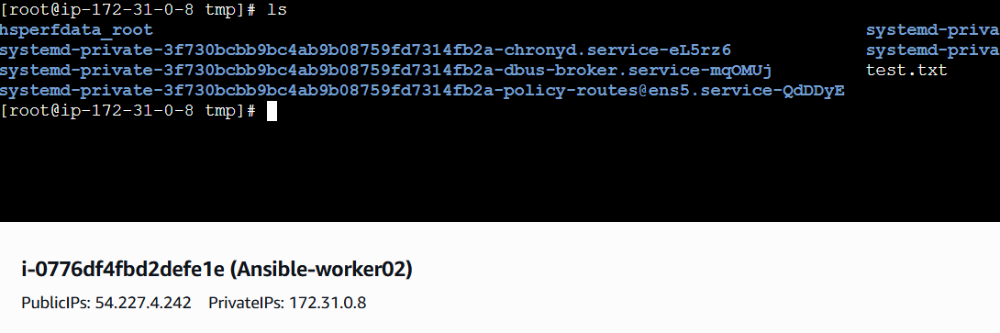 [root@ip-172-31-0-8 tmp]# ls
hsperfdata_root systemd-priva
systemd-private-3f730bcbb9bc4ab9b08759fd7314fb2a-chronyd.service-eL5rz6 systemd-priva
systemd-private-3f730bcbb9bc4ab9b08759fd7314fb2a-dbus-broker.service-mqOMUj test.txt
systemd-private-3f730bcbb9bc4ab9b08759fd7314fb2a-policy-routes@ens5.service-QdDDyE
[root@ip-172-31-0-8 tmp]#
i-0776df4fbd2defe1e (Ansible-worker02)
PublicIPs: 54.227.4.242 PrivateIPs: 172.31.0.8